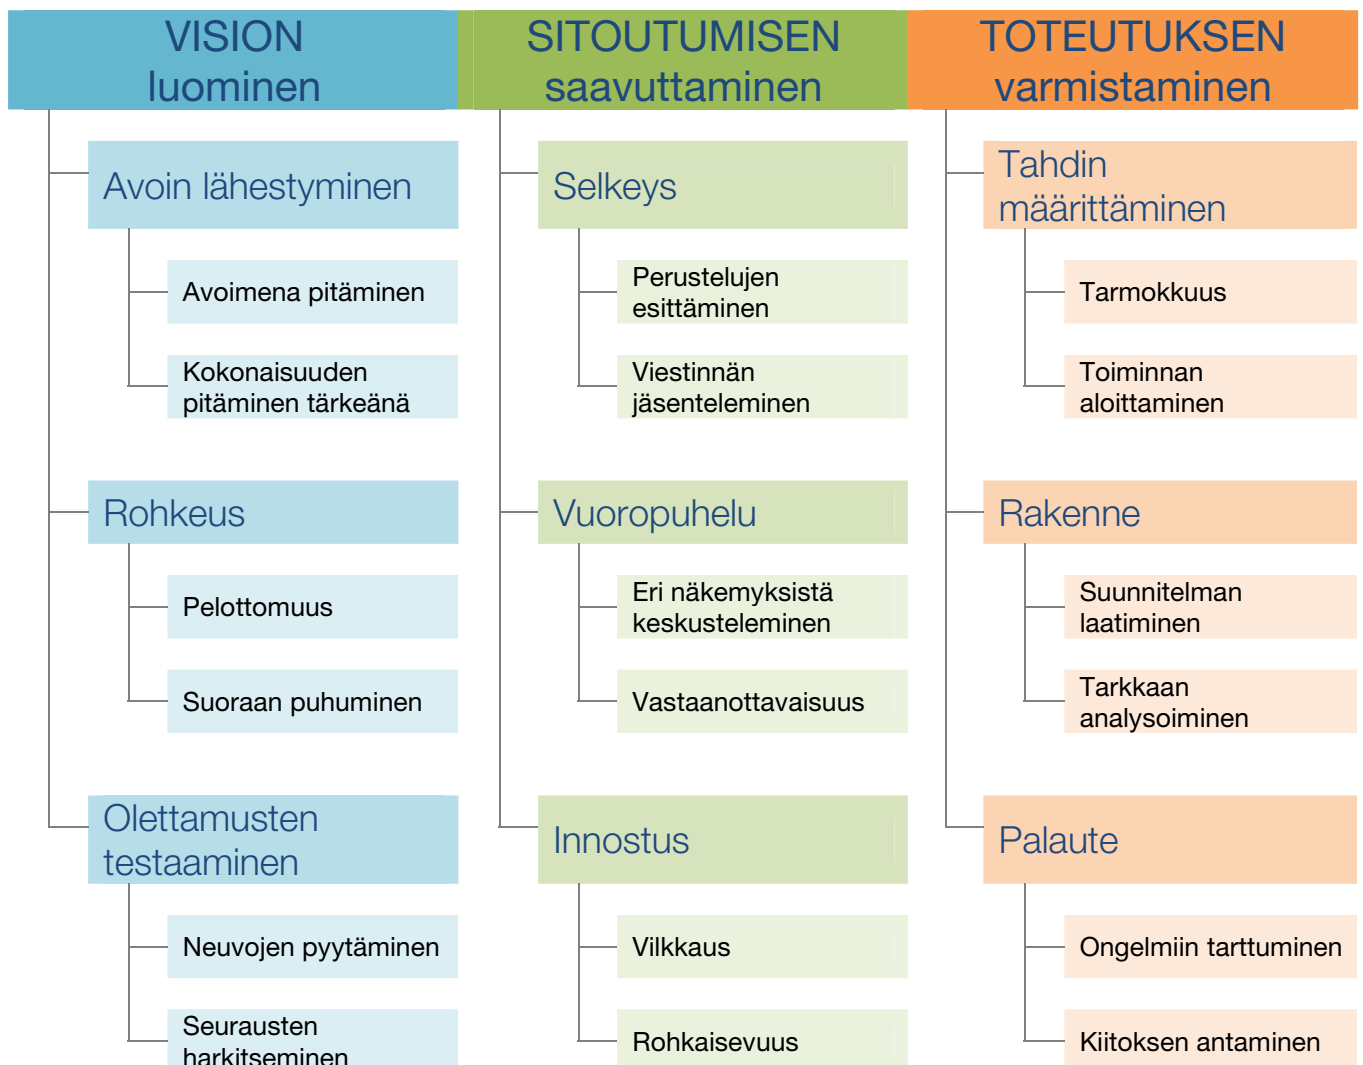 VISION
luominen
Avoin lähestyminen
Avoimena pitäminen
Kokonaisuuden
pitäminen tärkeänä
Rohkeus
Pelottomuus
Suoraan puhuminen
Olettamusten
testaaminen
Neuvojen pyytäminen
Seurausten
harkitseminen
SITOUTUMISEN
saavuttaminen
Selkeys
Perustelujen
esittäminen
Viestinnän
jäsenteleminen
Vuoropuhelu
Eri näkemyksistä
keskusteleminen
Vastaanottavaisuus
Innostus
Vilkkaus
Rohkaisevuus
TOTEUTUKSEN
varmistaminen
Tahdin
määrittäminen
Tarmokkuus
Toiminnan
aloittaminen
Rakenne
Suunnitelman
laatiminen
Tarkkaan
analysoiminen
Palaute
Ongelmiin tarttuminen
Kiitoksen antaminen